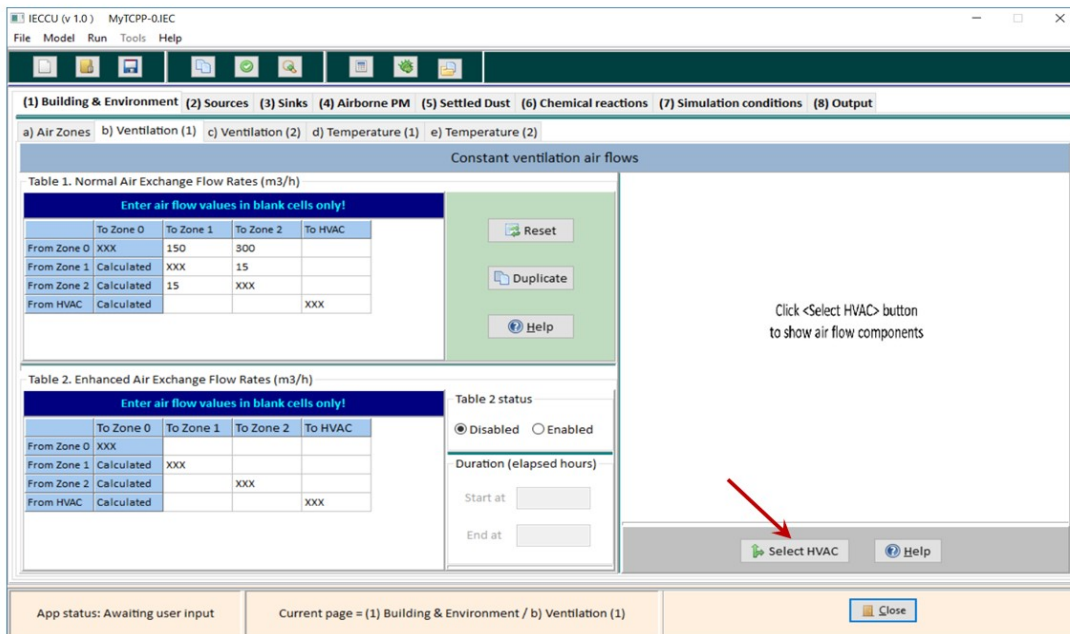 IECCU (v 1.0 ) MyTCPP-0.IEC
File Model Run Tools Help
(1) Building & Environment (2) Sources (3) Sinks (4) Airborne PM (5) Settled Dust (6) Chemical reactions (7) Simulation conditions (8) Output
a) Air Zones b) Ventilation (1) c) Ventilation (2) d) Temperature (1) e) Temperature (2)
Constant ventilation air flows
Table 1. Normal Air Exchange Flow Rates (m3/h)
Enter air flow values in blank cells only!
To Zone 0 To Zone 1 To Zone 2 To HVAC
From Zone 0 XXX 150 300
From Zone 1 Calculated XXX 15
From Zone 2 Calculated 15 XXX
From HVAC Calculated XXX
Reset
Duplicate
Help
Click <Select HVAC> button
to show air flow components
Table 2. Enhanced Air Exchange Flow Rates (m3/h)
Enter air flow values in blank cells only!
To Zone 0 To Zone 1 To Zone 2 To HVAC
From Zone 0 XXX
From Zone 1 Calculated XXX
From Zone 2 Calculated XXX
From HVAC Calculated XXX
Table 2 status
Disabled Enabled
Duration (elapsed hours)
Start at
End at
Select HVAC Help
App status: Awaiting user input Current page = (1) Building & Environment / b) Ventilation (1) Close